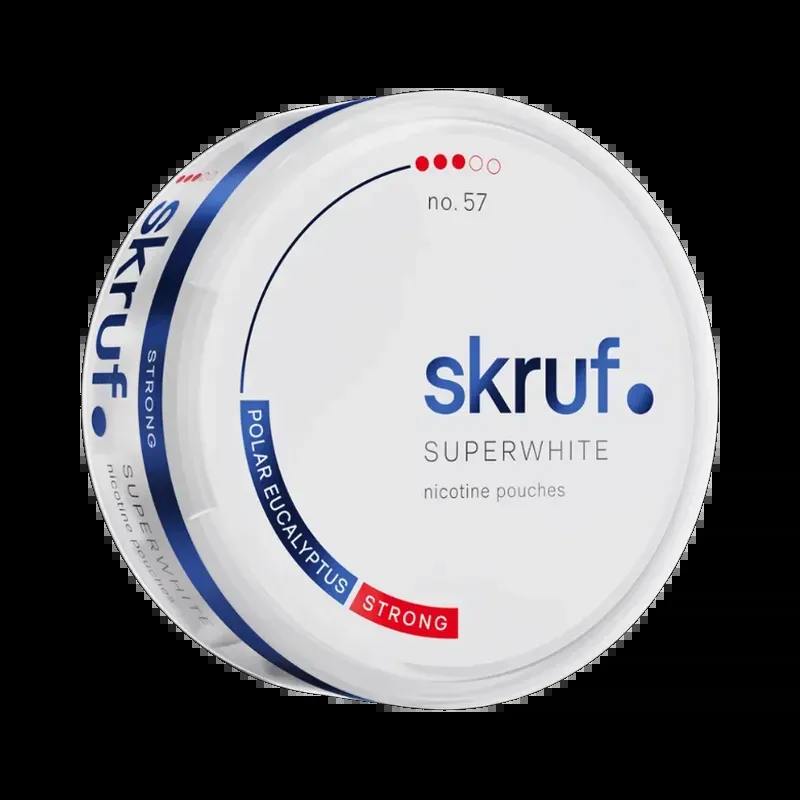 no. 57
skruf.
SUPERWHITE
nicotine pouches
POLAR EUCALYPTUS
STRONG
skruf.
STRONG
SUPERWHITE
nicotine pouches